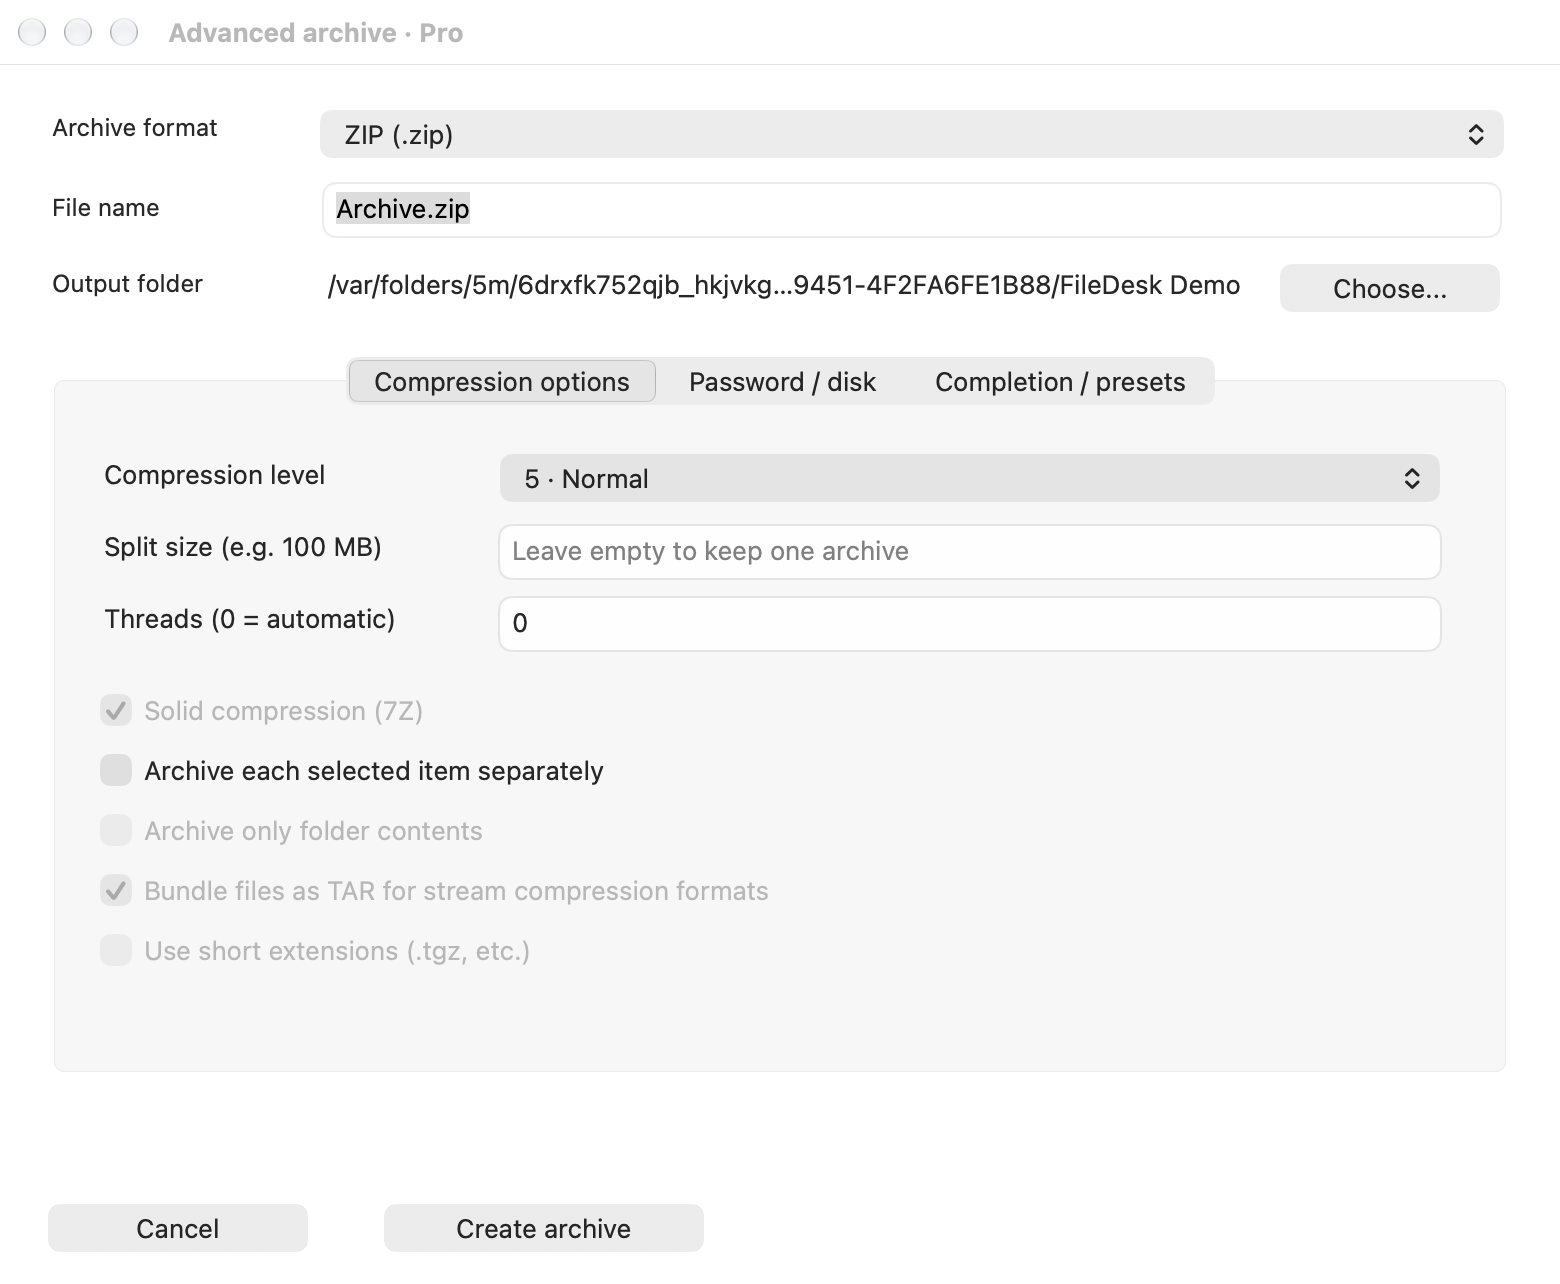 Advanced archive · Pro
Archive format
ZIP (.zip)
File name
Archive.zip
Output folder
/var/folders/5m/6drxfk752qjb_hkjvkg...9451-4F2FA6FE1B88/FileDesk Demo
Choose...
Compression options
Password / disk
Completion / presets
Compression level
5 · Normal
Split size (e.g. 100 MB)
Leave empty to keep one archive
Threads (0 = automatic)
0
Solid compression (7Z)
Archive each selected item separately
Archive only folder contents
Bundle files as TAR for stream compression formats
Use short extensions (.tgz, etc.)
Cancel
Create archive